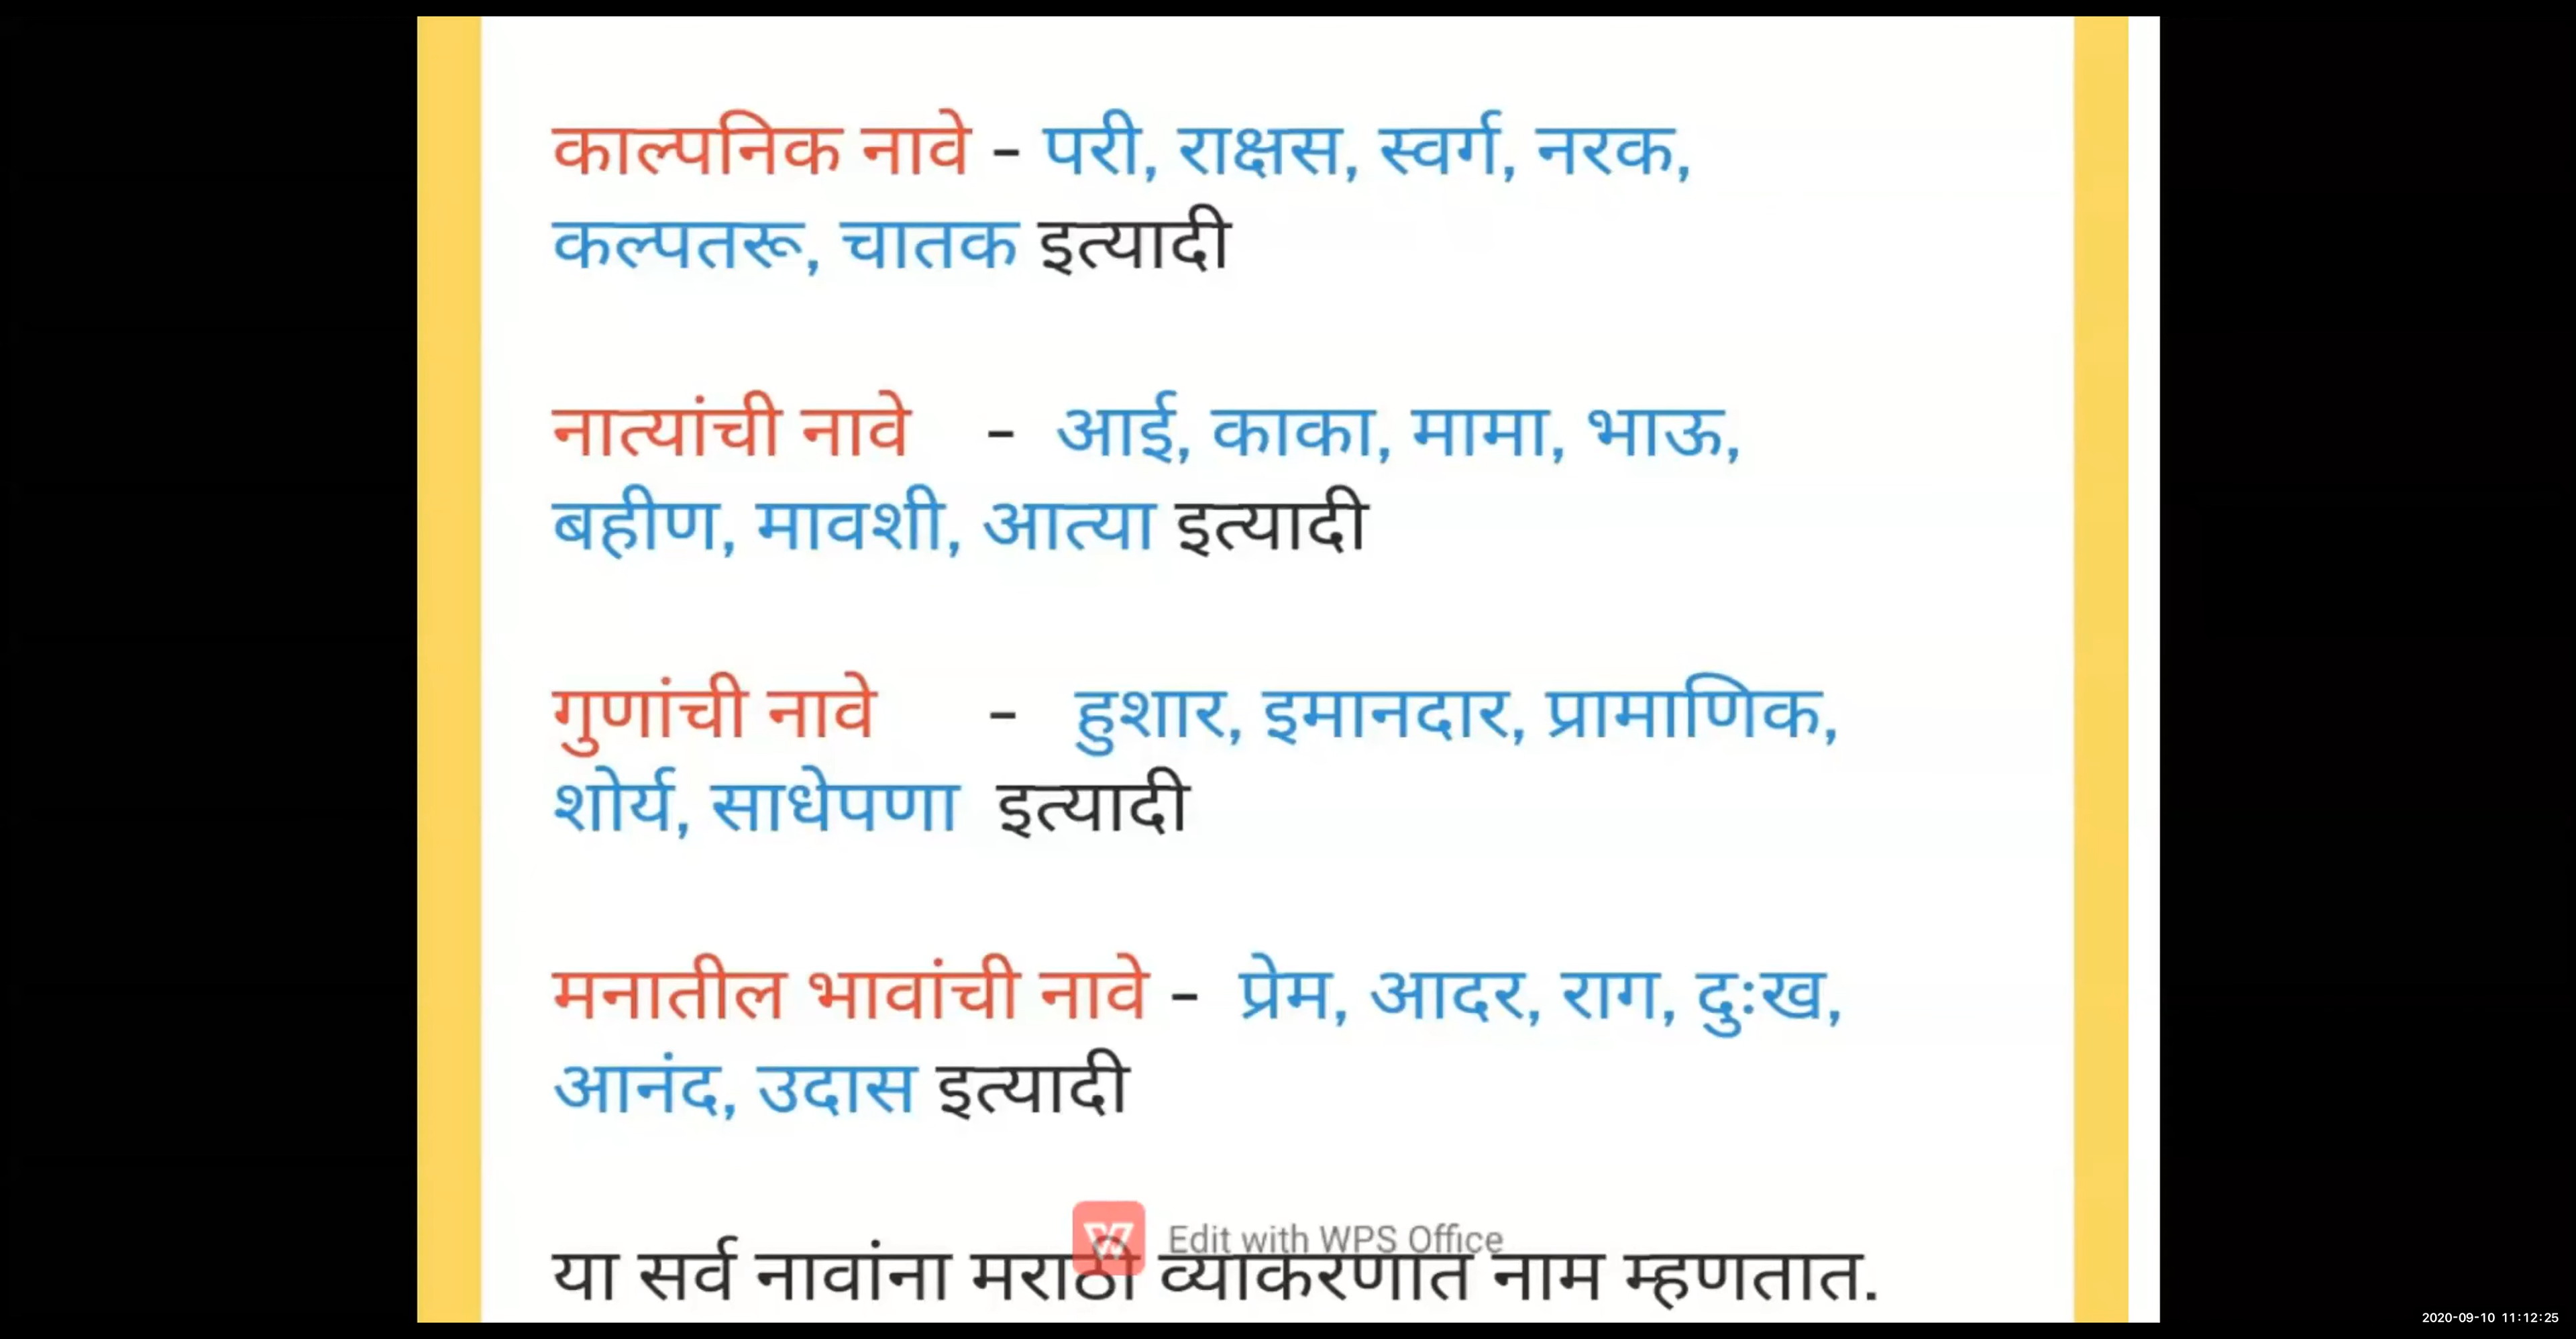 काल्पनिक नावे - परी, राक्षस, स्वर्ग, नरक,
कल्पतरू, चातक इत्यादी
नात्यांची नावे - आई, काका, मामा, भाऊ,
बहीण, मावशी, आत्या इत्यादी
गुणांची नावे - हुशार, इमानदार, प्रामाणिक,
शोर्य, साधेपणा इत्यादी
मनातील भावांची नावे - प्रेम, आदर, राग, दुःख,
आनंद, उदास इत्यादी
Edit with WPS Office
या सर्व नावांना मराठी व्याकरणात नाम म्हणतात.
2020-09-10 11:12:25